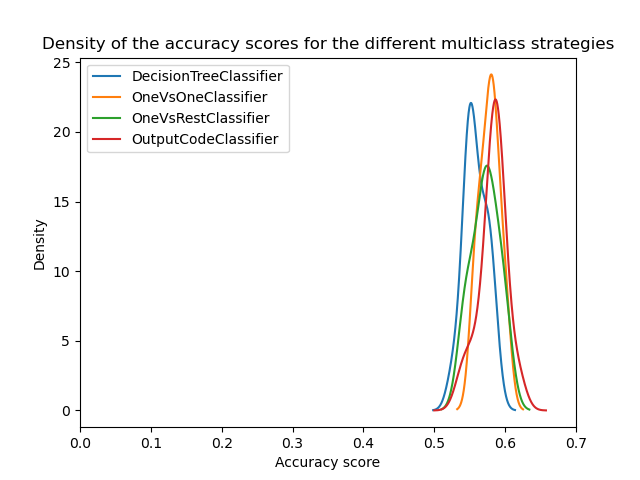 Density of the accuracy scores for the different multiclass strategies
25
20
15
10
5
0
Density
DecisionTreeClassifier
OneVsOneClassifier
OneVsRestClassifier
OutputCodeClassifier
0.0 0.1 0.2 0.3 0.4 0.5 0.6 0.7
Accuracy score